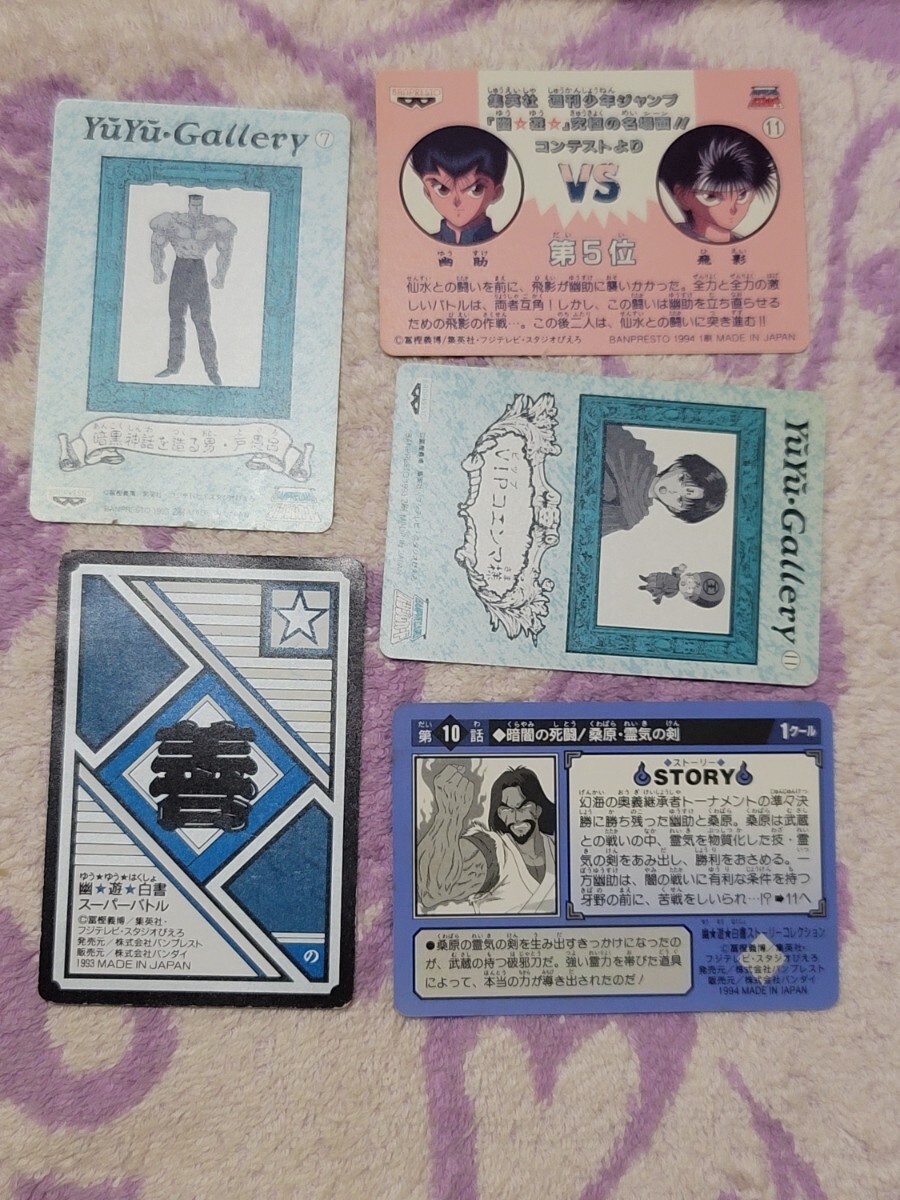 YūYū・Gallery ⑦
暗黒神話を造る男・戸愚呂
BANPRESTO
集英社 週刊少年ジャンプ
『幽☆遊☆』究極の名場面!!
コンテストより
⑪
VS
幽助
飛影
第5位
仙水との闘いを前に、飛影が幽助に襲いかかった。全力と全力の激
しいバトルは、両者互角!しかし、この闘いは幽助を立ち直らせる
ための飛影の作戦…。この後二人は、仙水との闘いに突き進む!!
©冨樫義博/集英社・フジテレビ・スタジオぴえろ
BANPRESTO 1994 1刷 MADE IN JAPAN
YūYū・Gallery ⑪
VIPコエンマ様
善
幽★遊★白書
スーパーバトル
©冨樫義博/集英社・
フジテレビ・スタジオぴえろ
発売元/株式会社バンプレスト
販売元/株式会社バンダイ
1993 MADE IN JAPAN
の
第10話 ◆暗闇の死闘!桑原・霊気の剣 1クール
◆ストーリー◆
STORY
幻海の奥義継承者トーナメントの準々決
勝に勝ち残った幽助と桑原。桑原は武蔵
との戦いの中、霊気を物質化した技・霊
気の剣をあみ出し、勝利をおさめる。一
方幽助は、闇の戦いに有利な条件を持つ
牙野の前に、苦戦をしいられ…!?➡11へ
●桑原の霊気の剣を生み出すきっかけになったの
が、武蔵の持つ破邪刀だ。強い霊力を帯びた道具
によって、本当の力が導き出されたのだ!
幽★遊★白書ストーリーコレクション
©冨樫義博/集英社・
フジテレビ・スタジオぴえろ
発売元/株式会社バンプレスト
販売元/株式会社バンダイ
1994 MADE IN JAPAN